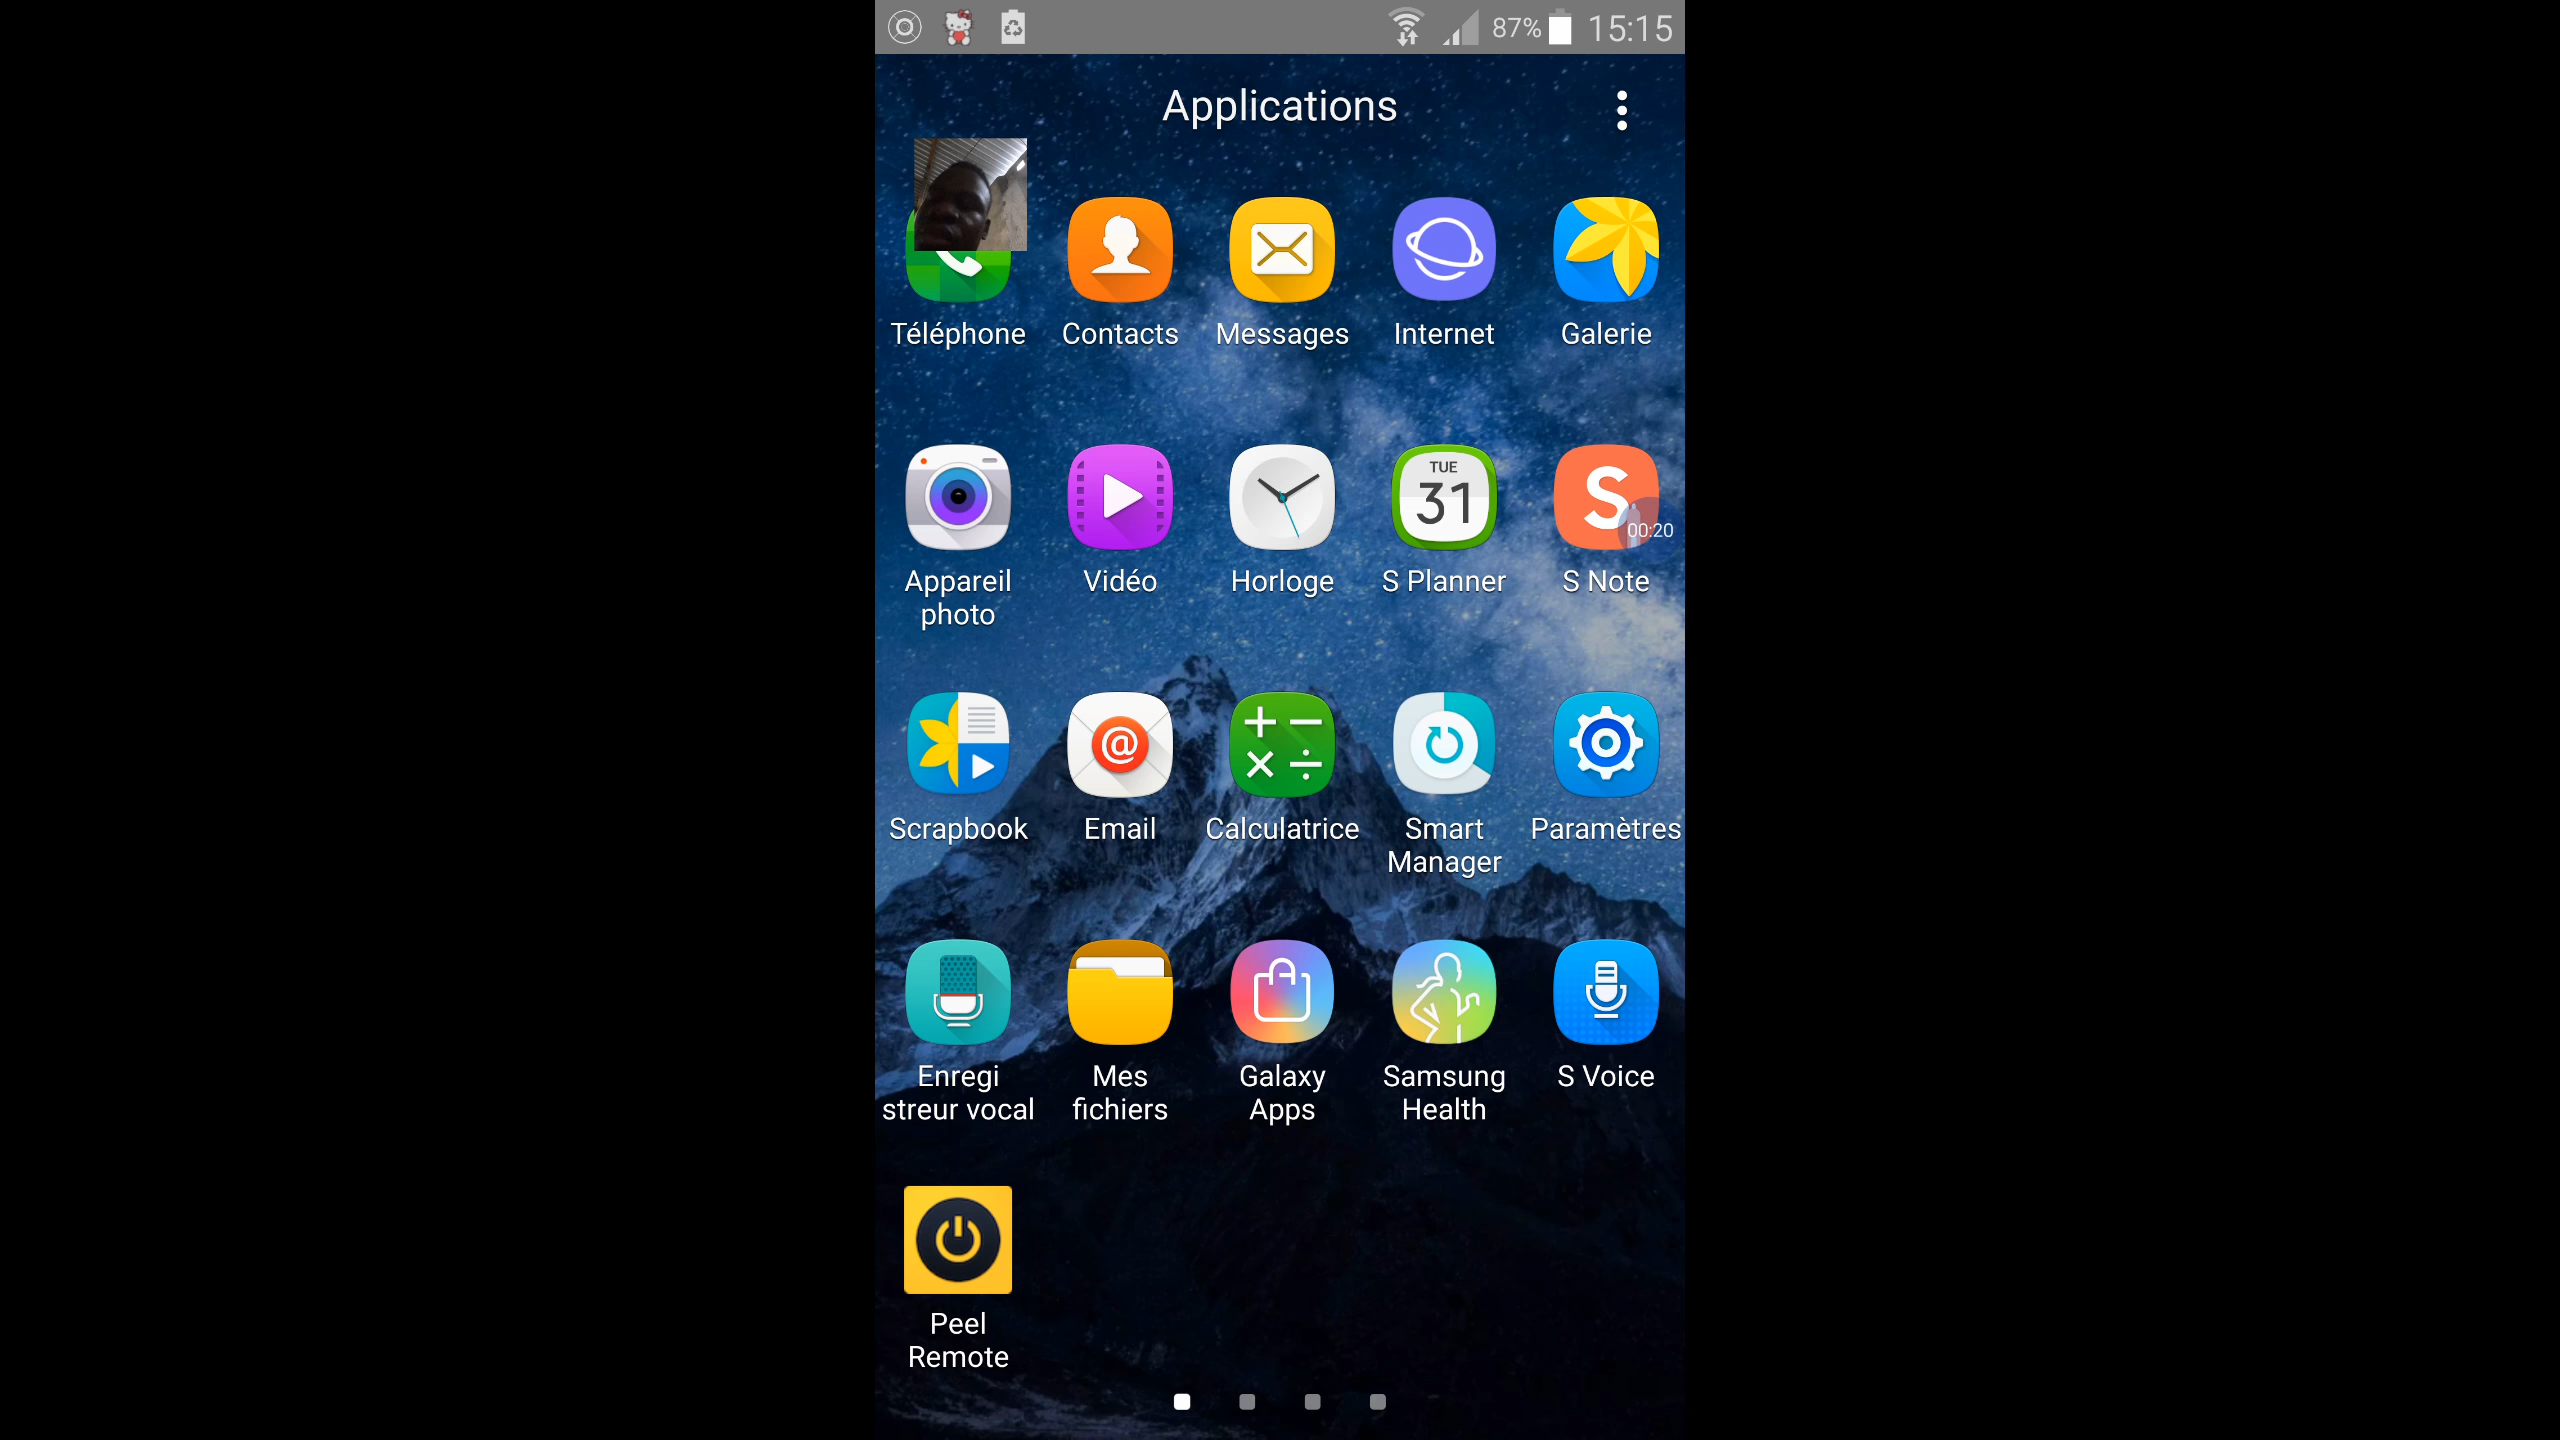 87% 15:15
Applications
Téléphone Contacts Messages Internet Galerie
TUE
31
S
00:20
Appareil
photo
Vidéo Horloge S Planner S Note
@
Scrapbook Email Calculatrice Smart
Manager
Paramètres
Enregi
streur vocal
Mes
fichiers
Galaxy
Apps
Samsung
Health
S Voice
Peel
Remote